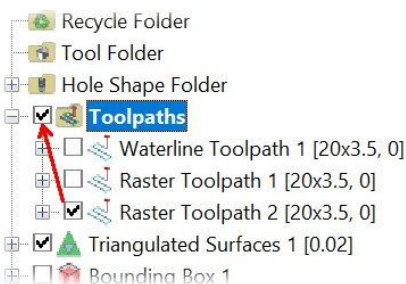 Recycle Folder
Tool Folder
Hole Shape Folder
Toolpaths
Waterline Toolpath 1 [20x3.5, 0]
Raster Toolpath 1 [20x3.5, 0]
Raster Toolpath 2 [20x3.5, 0]
Triangulated Surfaces 1 [0.02]
Bounding Box 1